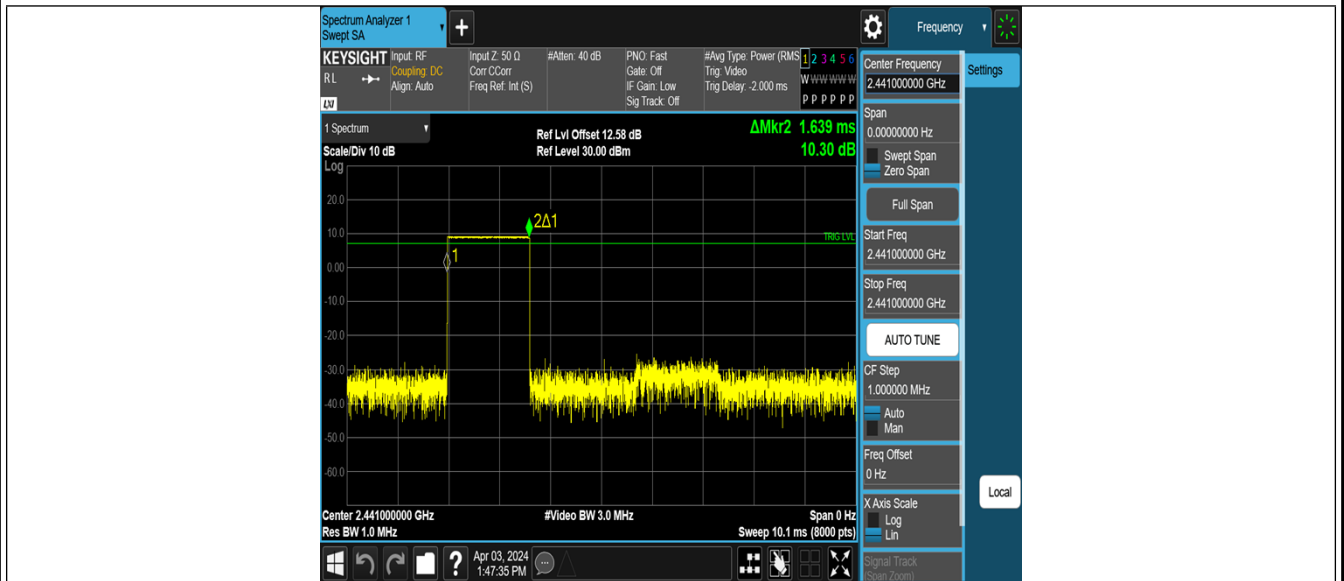 Spectrum Analyzer 1
Swept SA
+
Frequency
KEYSIGHT
RL
LXI
Input: RF
Coupling: DC
Align: Auto
Input Z: 50 Ω
Corr CCorr
Freq Ref: Int (S)
#Atten: 40 dB
PNO: Fast
Gate: Off
IF Gain: Low
Sig Track: Off
#Avg Type: Power (RMS
Trig: Video
Trig Delay: -2.000 ms
1 2 3 4 5 6
W W W W W W
P P P P P P
1 Spectrum
Scale/Div 10 dB
Log
Ref Lvl Offset 12.58 dB
Ref Level 30.00 dBm
ΔMkr2 1.639 ms
10.30 dB
20.0
10.0
0.00
-10.0
-20.0
-30.0
-40.0
-50.0
-60.0
2Δ1
1
TRIG LVL
Center 2.441000000 GHz
Res BW 1.0 MHz
#Video BW 3.0 MHz
Span 0 Hz
Sweep 10.1 ms (8000 pts)
?
Apr 03, 2024
1:47:35 PM
Center Frequency
2.441000000 GHz
Span
0.00000000 Hz
Swept Span
Zero Span
Full Span
Start Freq
2.441000000 GHz
Stop Freq
2.441000000 GHz
AUTO TUNE
CF Step
1.000000 MHz
Auto
Man
Freq Offset
0 Hz
X Axis Scale
Log
Lin
Signal Track
(Span Zoom)
Settings
Local